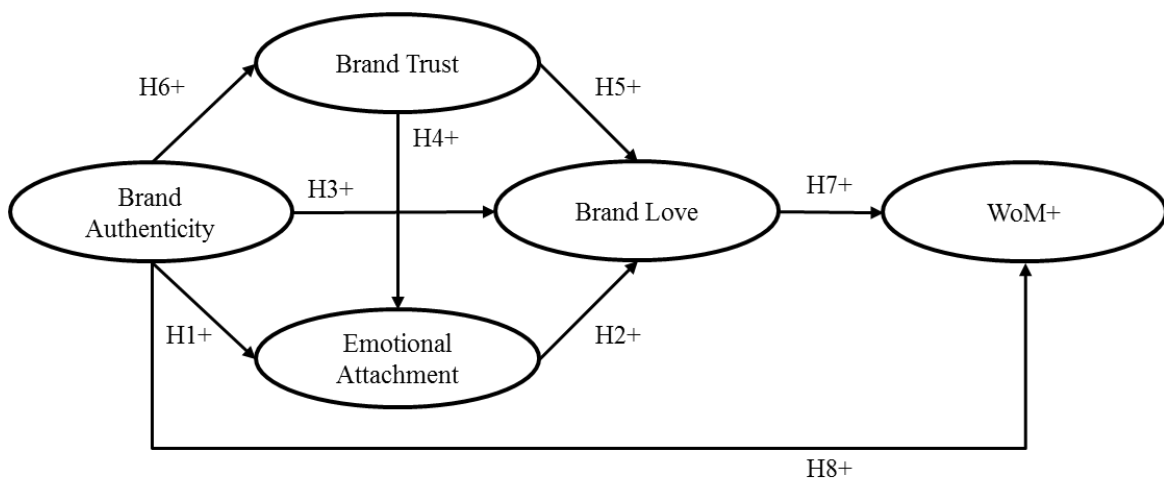 Brand Trust
H6+
H5+
H4+
Brand
Authenticity
H3+
Brand Love
H7+
WoM+
H1+
Emotional
Attachment
H2+
H8+